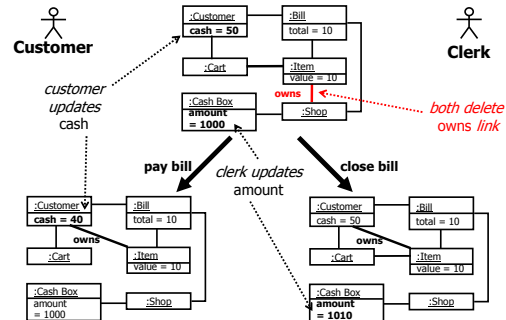 :Customer
cash = 50
:Bill
total = 10
Customer
Clerk
:Cart
:Item
value = 10
customer
updates
cash
owns
:Cash Box
amount
= 1000
:Shop
both delete
owns link
pay bill
clerk updates
amount
close bill
:Customer
cash = 40
:Bill
total = 10
owns
:Cart
:Item
value = 10
:Cash Box
amount
= 1000
:Shop
:Customer
cash = 50
:Bill
total = 10
owns
:Cart
:Item
value = 10
:Cash Box
amount
= 1010
:Shop